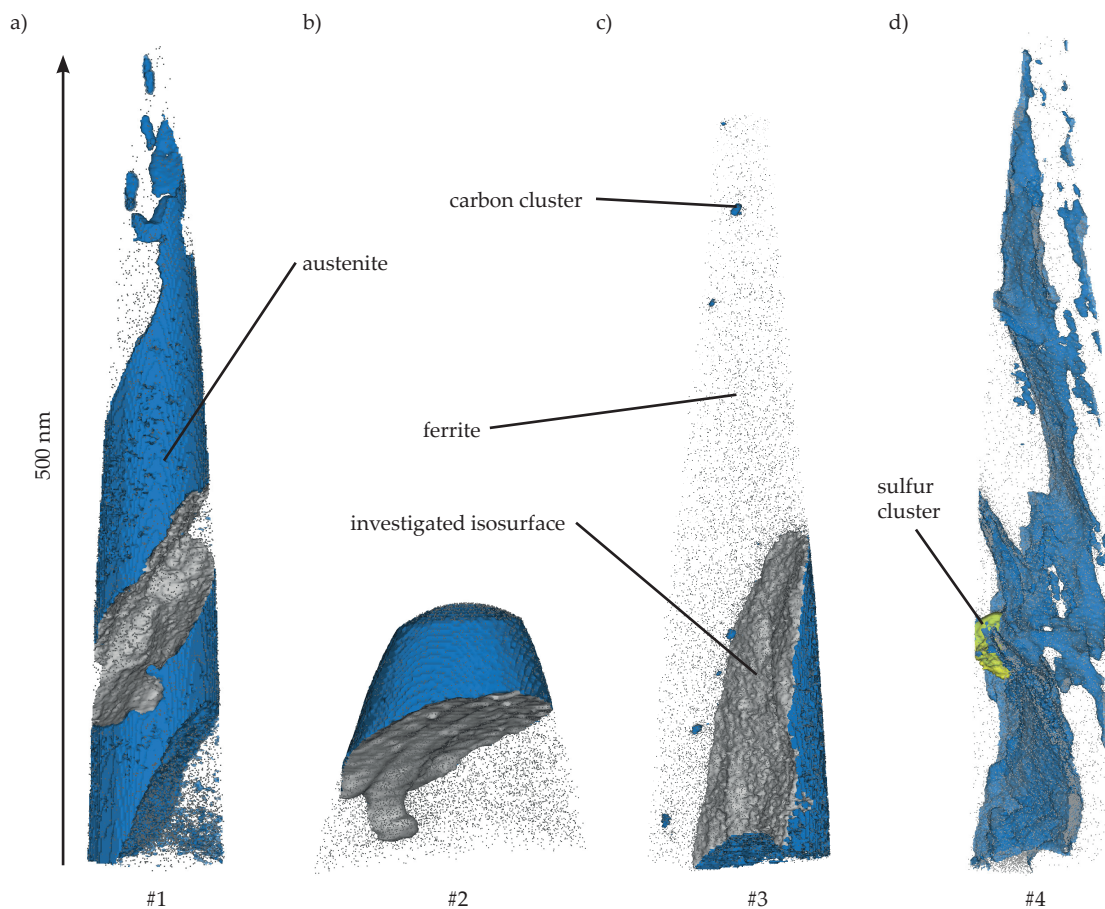 a)
b)
c)
d)
carbon cluster
austenite
500 nm
ferrite
sulfur
cluster
investigated isosurface
#1
#2
#3
#4